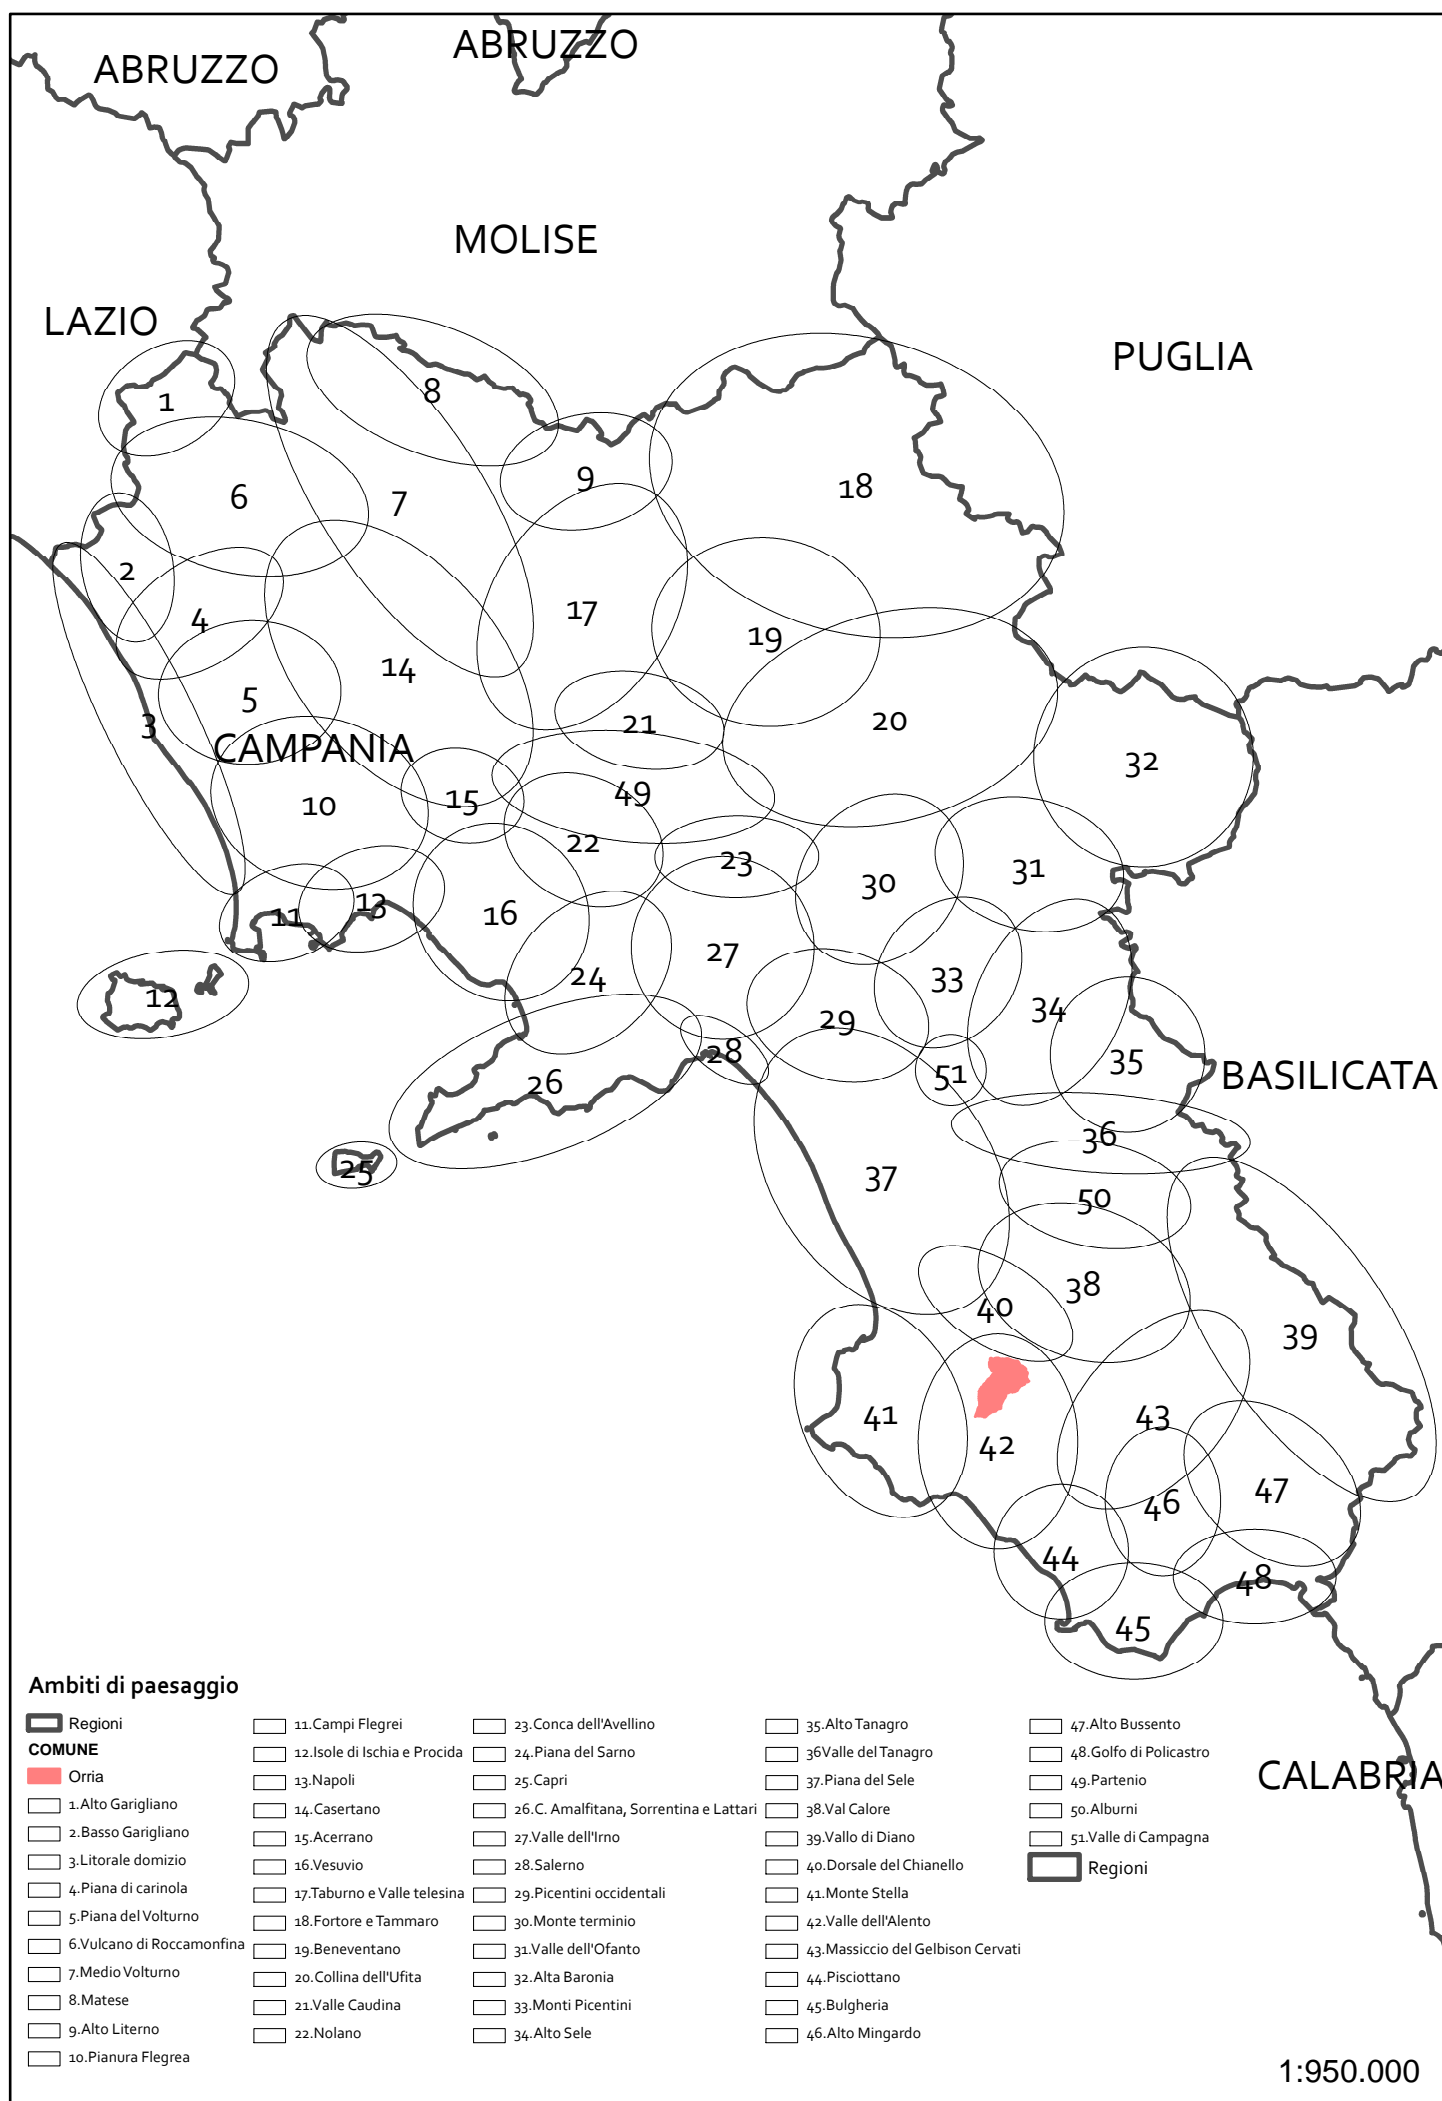 ABRUZZO
ABRUZZO
MOLISE
LAZIO
PUGLIA
8
1
9
18
6
7
2
17
4
19
14
5
21
20
3
CAMPANIA
32
49
15
10
22
23
31
30
13
11
16
27
24
33
12
34
29
28
35
51
26
BASILICATA
36
25
37
50
38
40
39
41
43
42
47
46
44
48
45
Ambiti di paesaggio
Regioni
COMUNE
Orria
1.Alto Garigliano
2.Basso Garigliano
3.Litorale domizio
4.Piana di carinola
5.Piana del Volturno
6.Vulcano di Roccamonfina
7.Medio Volturno
8.Matese
9.Alto Literno
10.Pianura Flegrea
11.Campi Flegrei
12.Isole di Ischia e Procida
13.Napoli
14.Casertano
15.Acerrano
16.Vesuvio
17.Taburno e Valle telesina
18.Fortore e Tammaro
19.Beneventano
20.Collina dell'Ufita
21.Valle Caudina
22.Nolano
23.Conca dell'Avellino
24.Piana del Sarno
25.Capri
26.C. Amalfitana, Sorrentina e Lattari
27.Valle dell'Irno
28.Salerno
29.Picentini occidentali
30.Monte terminio
31.Valle dell'Ofanto
32.Alta Baronia
33.Monti Picentini
34.Alto Sele
35.Alto Tanagro
36Valle del Tanagro
37.Piana del Sele
38.Val Calore
39.Vallo di Diano
40.Dorsale del Chianello
41.Monte Stella
42.Valle dell'Alento
43.Massiccio del Gelbison Cervati
44.Pisciottano
45.Bulgheria
46.Alto Mingardo
47.Alto Bussento
48.Golfo di Policastro
49.Partenio
50.Alburni
51.Valle di Campagna
Regioni
CALABRIA
1:950.000